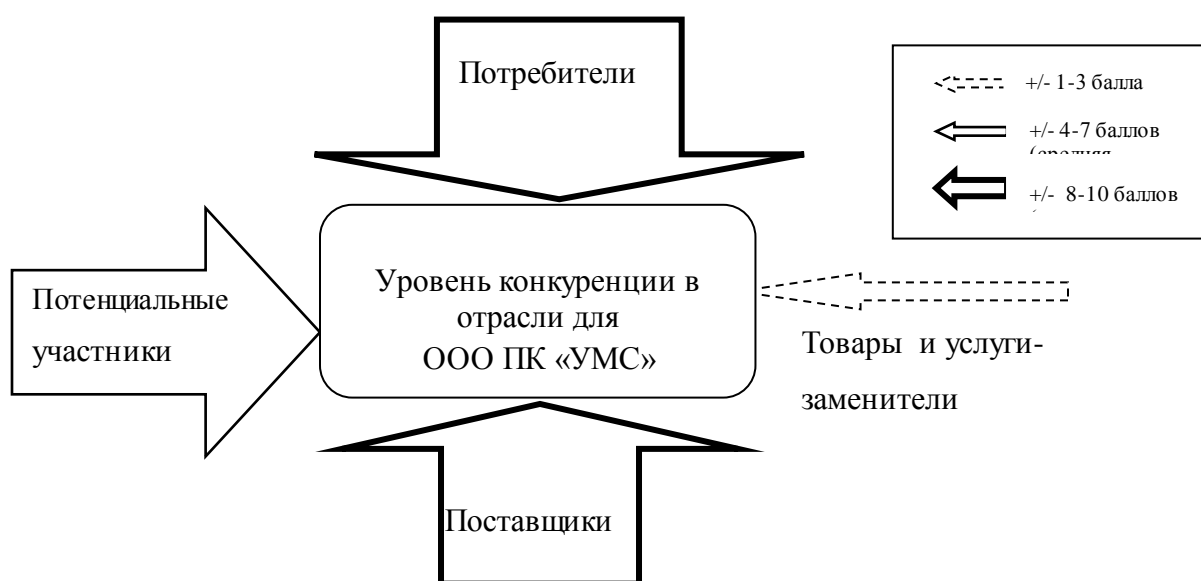 Потребители
+/- 1-3 балла
+/- 4-7 баллов
+/- 8-10 баллов
Потенциальные
участники
Уровень конкуренции в
отрасли для
ООО ПК «УМС»
Товары и услуги-
заменители
Поставщики